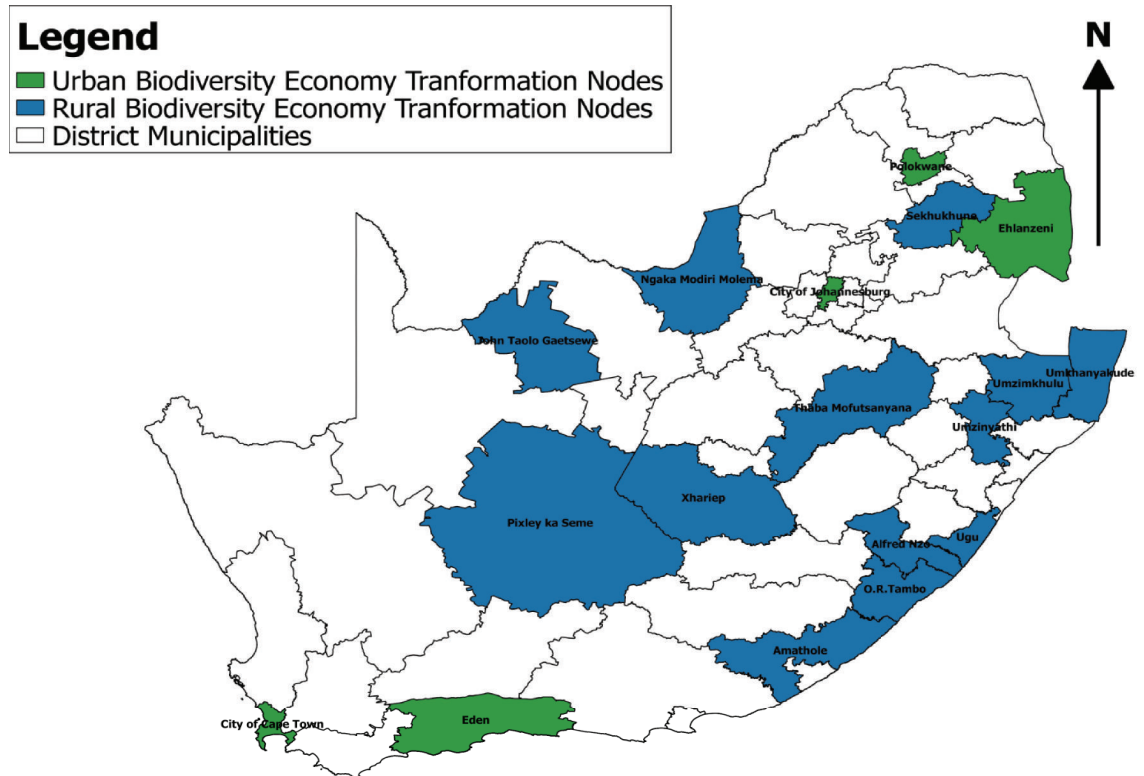 Legend
Urban Biodiversity Economy Tranformation Nodes
Rural Biodiversity Economy Tranformation Nodes
District Municipalities
N
Polokwane
Sekhukhune
Ehlanzeni
Ngaka Modiri Molema
City of Johannesburg
John Taolo Gaetsewe
Umkhanyakude
Umzimkhulu
Thaba Mofutsanyana
Umzinyathi
Xhariep
Pixley ka Seme
Ugu
Alfred Nzo
O.R.Tambo
Amathole
Eden
City of Cape Town